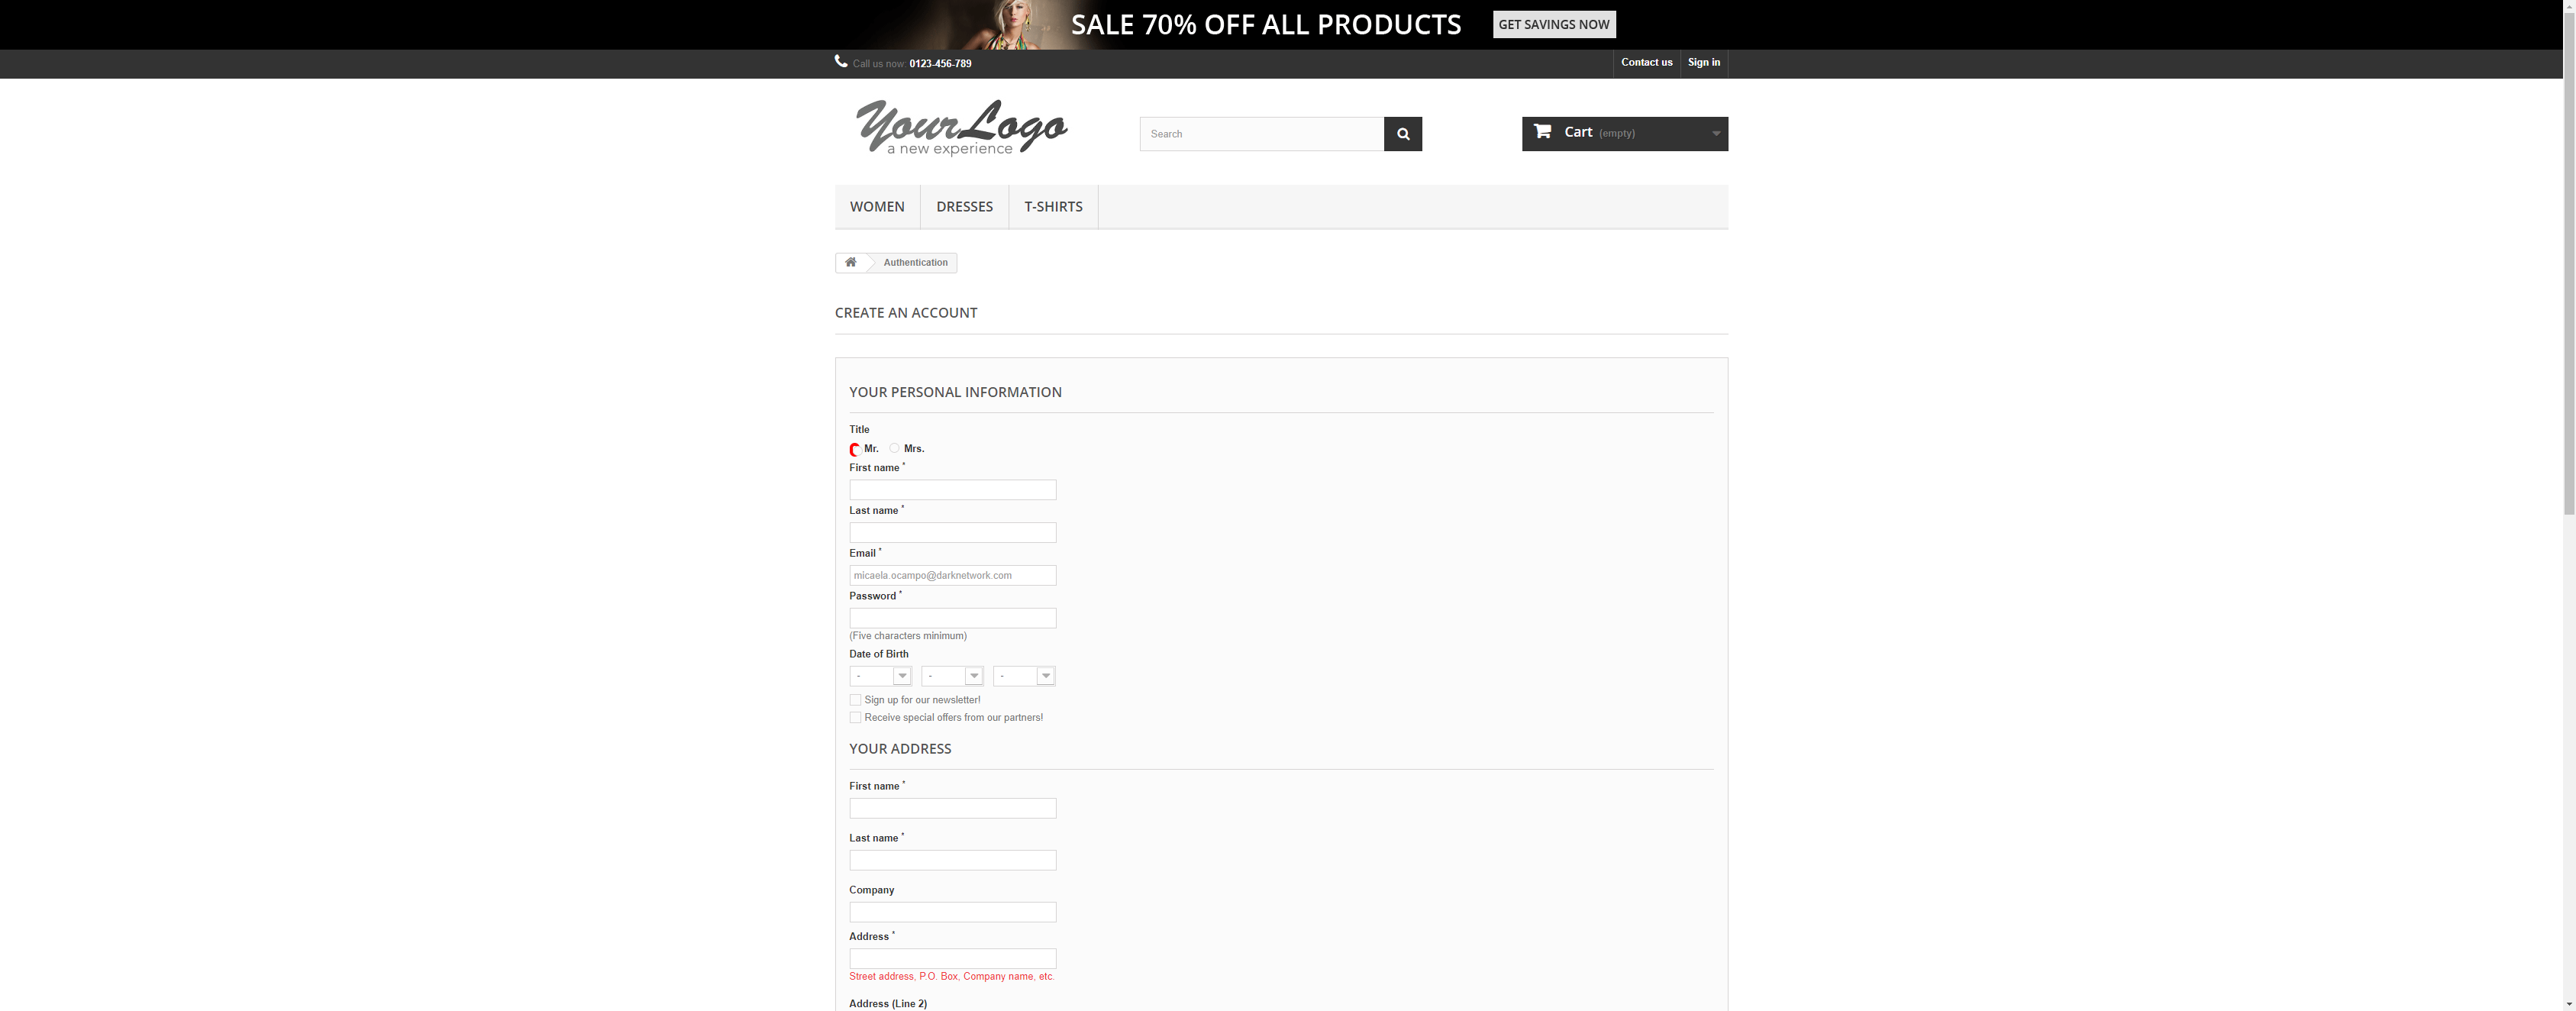 SALE 70% OFF ALL PRODUCTS GET SAVINGS NOW
Call us now: 0123-456-789 Contact us Sign in
YourLogo
a new experience
Search
Cart (empty)
WOMEN DRESSES T-SHIRTS
Authentication
CREATE AN ACCOUNT
YOUR PERSONAL INFORMATION
Title
Mr. Mrs.
First name *
Last name *
Email *
micaela.ocampo@darknetwork.com
Password *
(Five characters minimum)
Date of Birth
- - -
Sign up for our newsletter!
Receive special offers from our partners!
YOUR ADDRESS
First name *
Last name *
Company
Address *
Street address, P.O. Box, Company name, etc.
Address (Line 2)